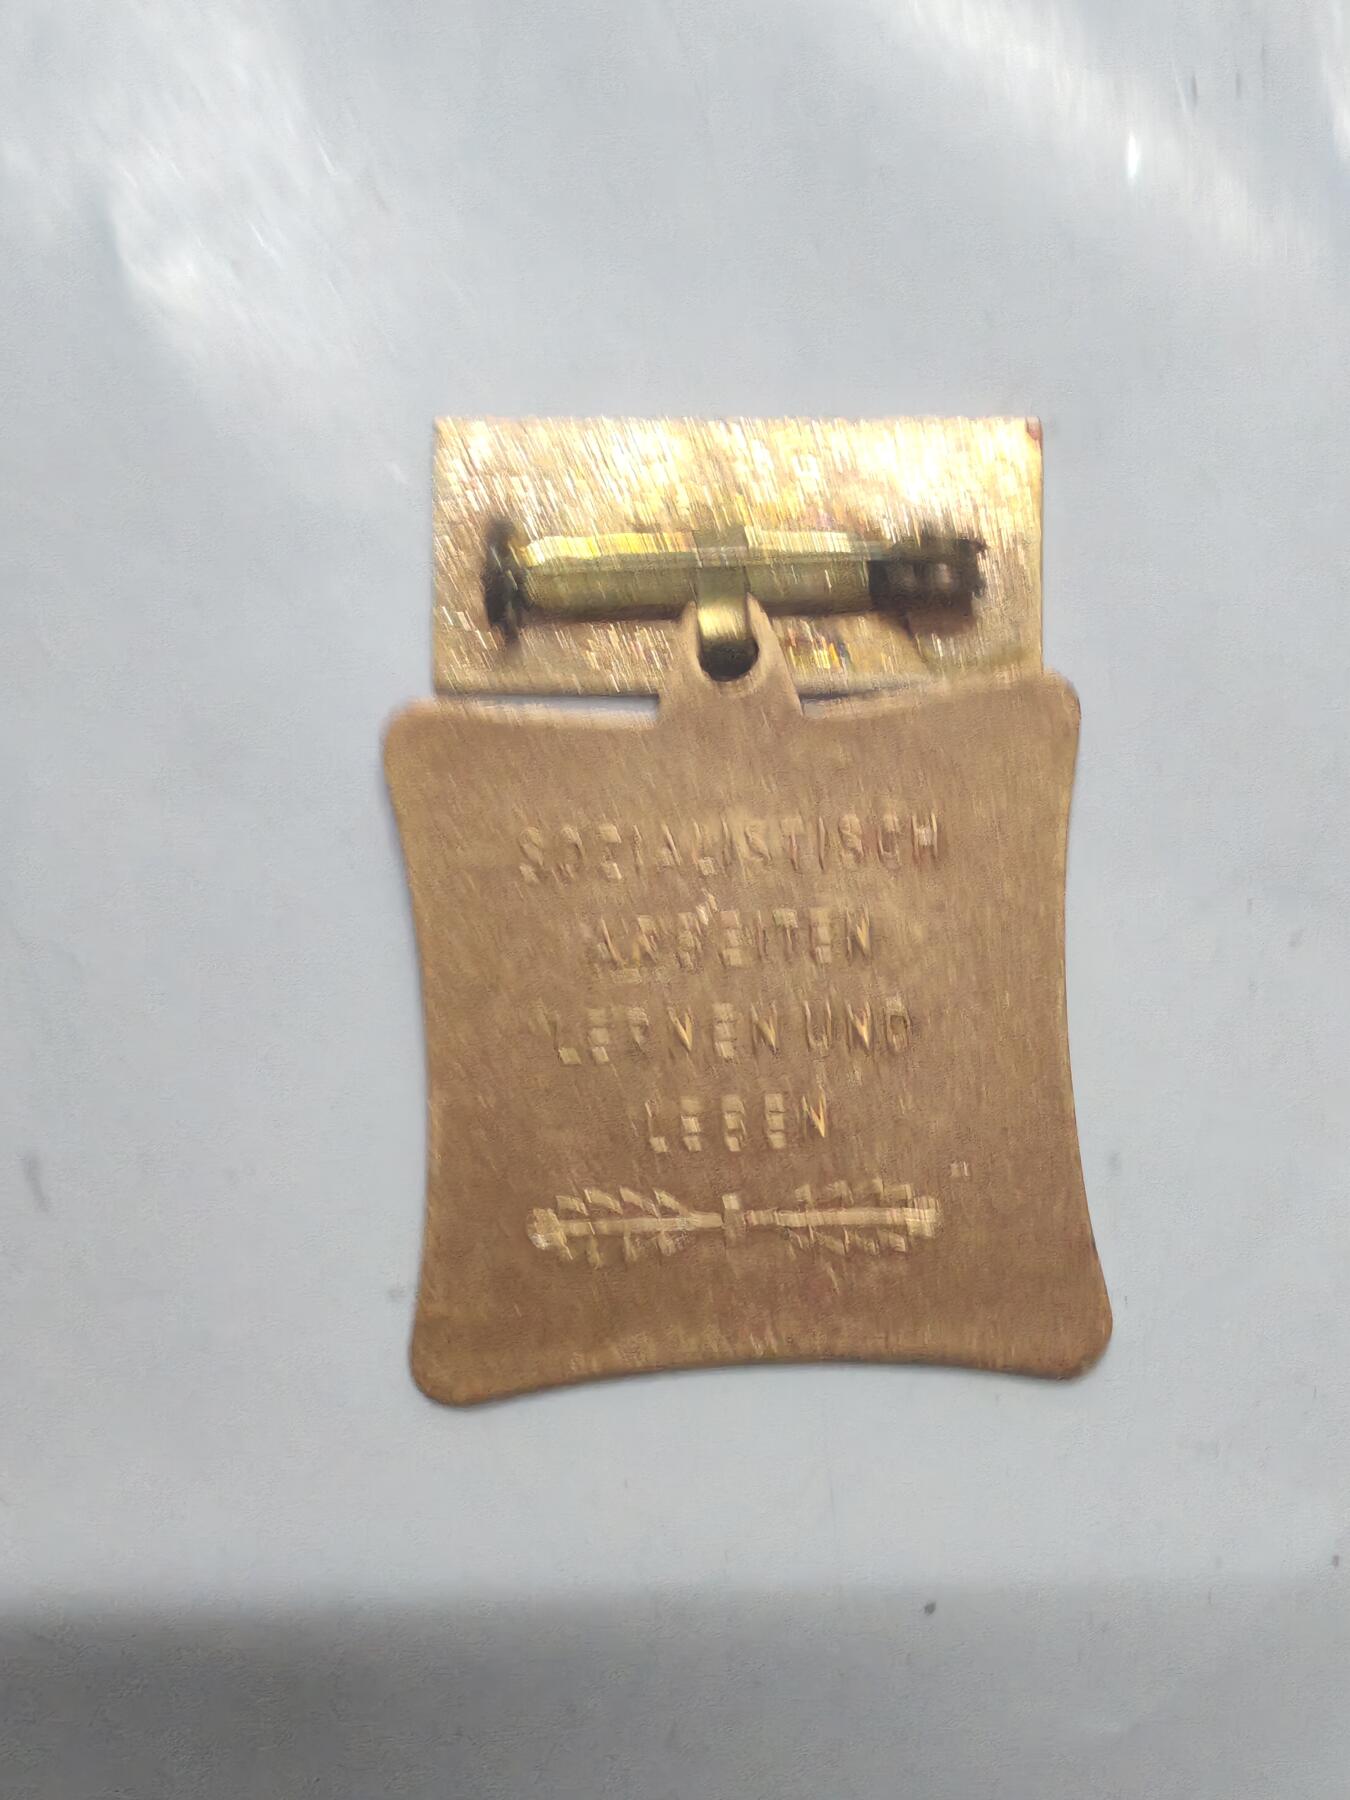 SOZIALISTISCH
ARBEITEN
LERNEN UND
LEBEN